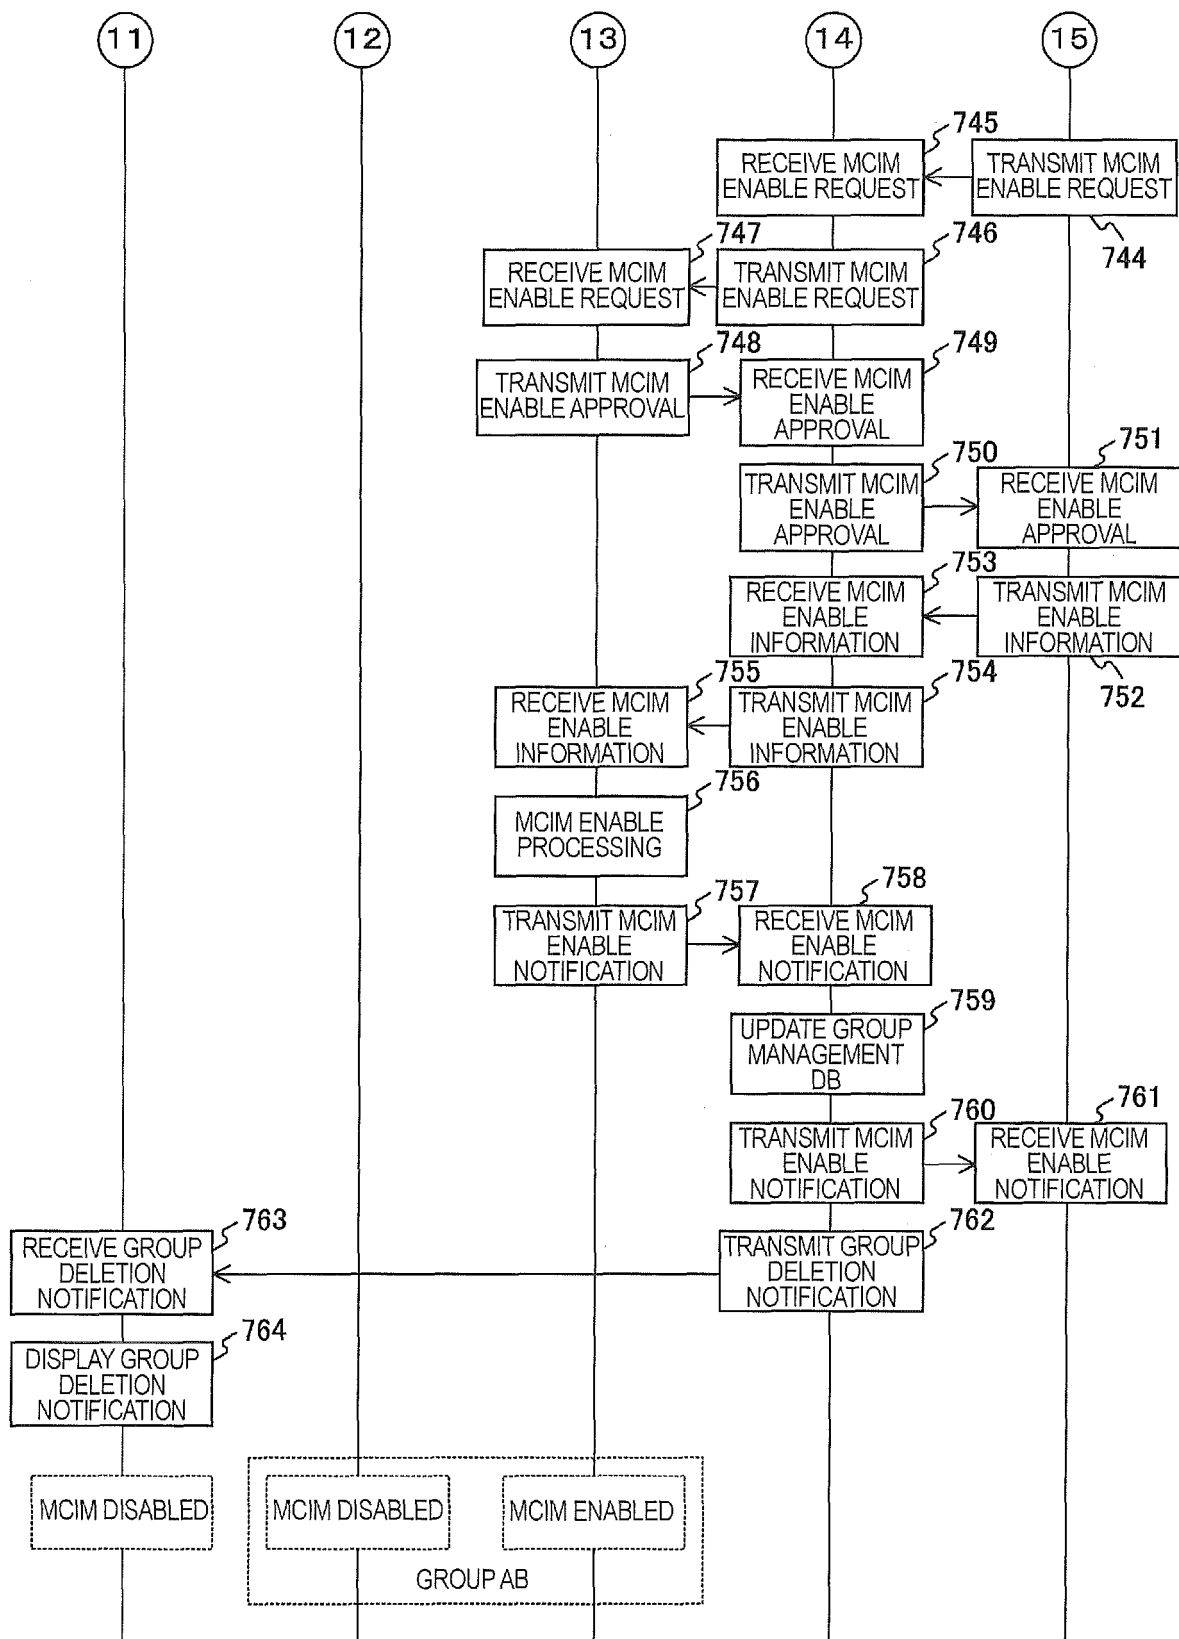 11
12
13
14
15
745
RECEIVE MCIM
ENABLE REQUEST
TRANSMIT MCIM
ENABLE REQUEST
744
747
RECEIVE MCIM
ENABLE REQUEST
746
TRANSMIT MCIM
ENABLE REQUEST
748
TRANSMIT MCIM
ENABLE APPROVAL
749
RECEIVE MCIM
ENABLE
APPROVAL
750
TRANSMIT MCIM
ENABLE
APPROVAL
751
RECEIVE MCIM
ENABLE
APPROVAL
753
RECEIVE MCIM
ENABLE
INFORMATION
TRANSMIT MCIM
ENABLE
INFORMATION
752
755
RECEIVE MCIM
ENABLE
INFORMATION
754
TRANSMIT MCIM
ENABLE
INFORMATION
756
MCIM ENABLE
PROCESSING
757
TRANSMIT MCIM
ENABLE
NOTIFICATION
758
RECEIVE MCIM
ENABLE
NOTIFICATION
759
UPDATE GROUP
MANAGEMENT
DB
760
TRANSMIT MCIM
ENABLE
NOTIFICATION
761
RECEIVE MCIM
ENABLE
NOTIFICATION
763
RECEIVE GROUP
DELETION
NOTIFICATION
762
TRANSMIT GROUP
DELETION
NOTIFICATION
764
DISPLAY GROUP
DELETION
NOTIFICATION
MCIM DISABLED
MCIM DISABLED
MCIM ENABLED
GROUP AB